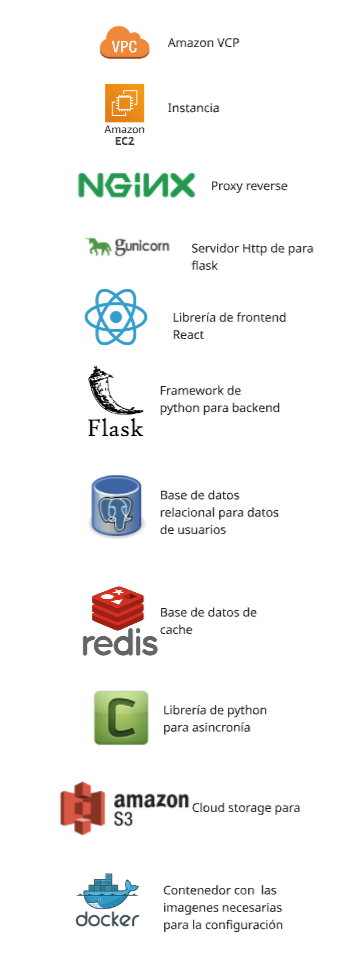 VPC
Amazon VCP
Instancia
Amazon
EC2
NGINX
Proxy reverse
gunicorn
Servidor Http de para
flask
Librería de frontend
React
Framework de
python para backend
Flask
Base de datos
relacional para datos
de usuarios
Base de datos de
cache
redis
C
Librería de python
para asincronía
amazon
S3
Cloud storage para
docker
Contenedor con las
imagenes necesarias
para la configuración